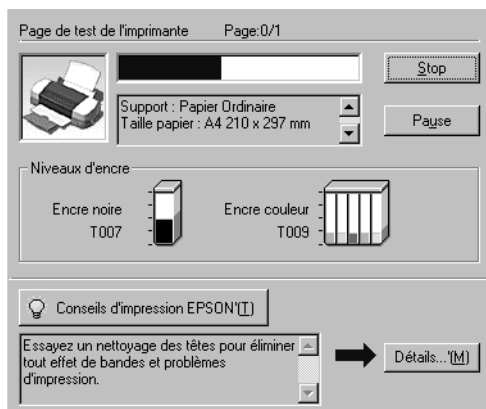 Page de test de l'imprimante Page:0/1
Stop
Support : Papier Ordinaire
Taille papier : A4 210 x 297 mm
Pause
Niveaux d'encre
Encre noire
T007
Encre couleur
T009
Conseils d'impression EPSON'(T)
Essayez un nettoyage des têtes pour éliminer
tout effet de bandes et problèmes
d'impression.
Détails...'(M)